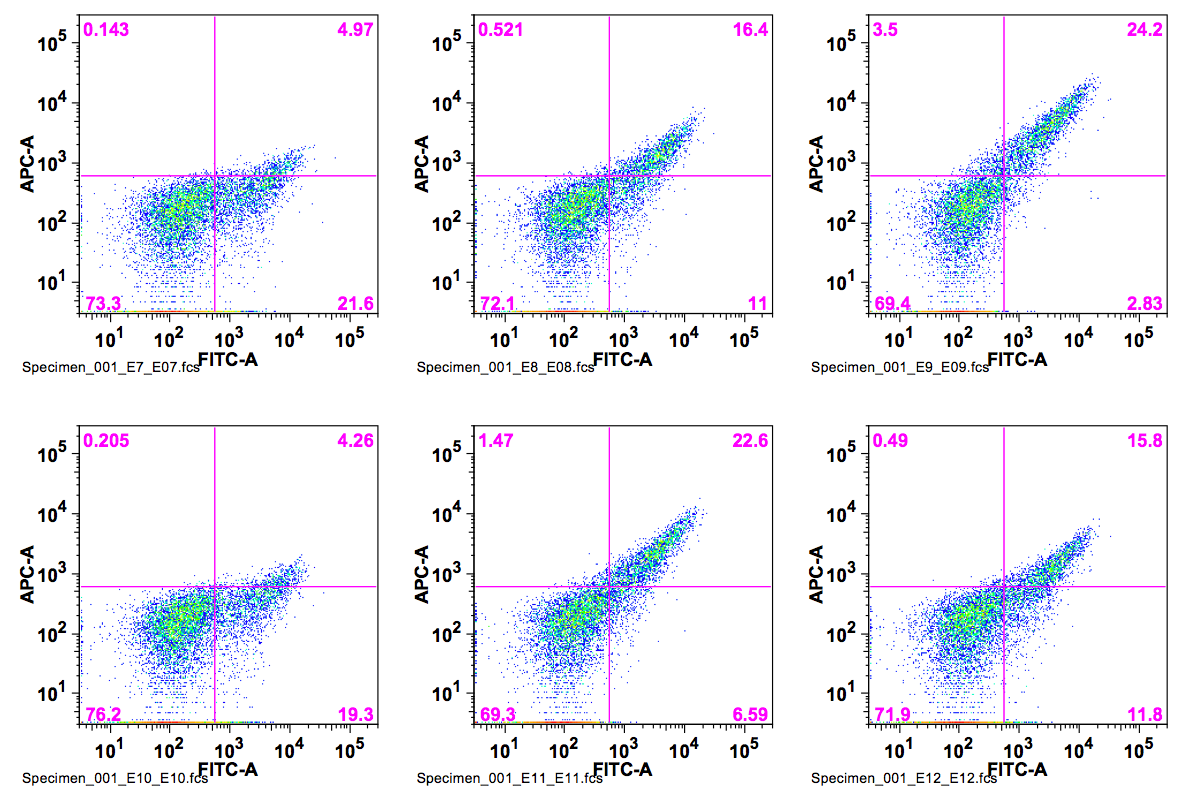 0.143 4.97
10^5
10^4
10^3
10^2
10^1
APC-A
73.3 21.6
10^1 10^2 10^3 10^4 10^5
FITC-A
Specimen_001_E7_E07.fcs
0.521 16.4
10^5
10^4
10^3
10^2
10^1
APC-A
72.1 11
10^1 10^2 10^3 10^4 10^5
FITC-A
Specimen_001_E8_E08.fcs
3.5 24.2
10^5
10^4
10^3
10^2
10^1
APC-A
69.4 2.83
10^1 10^2 10^3 10^4 10^5
FITC-A
Specimen_001_E9_E09.fcs
0.205 4.26
10^5
10^4
10^3
10^2
10^1
APC-A
76.2 19.3
10^1 10^2 10^3 10^4 10^5
FITC-A
Specimen_001_E10_E10.fcs
1.47 22.6
10^5
10^4
10^3
10^2
10^1
APC-A
69.3 6.59
10^1 10^2 10^3 10^4 10^5
FITC-A
Specimen_001_E11_E11.fcs
0.49 15.8
10^5
10^4
10^3
10^2
10^1
APC-A
71.9 11.8
10^1 10^2 10^3 10^4 10^5
FITC-A
Specimen_001_E12_E12.fcs